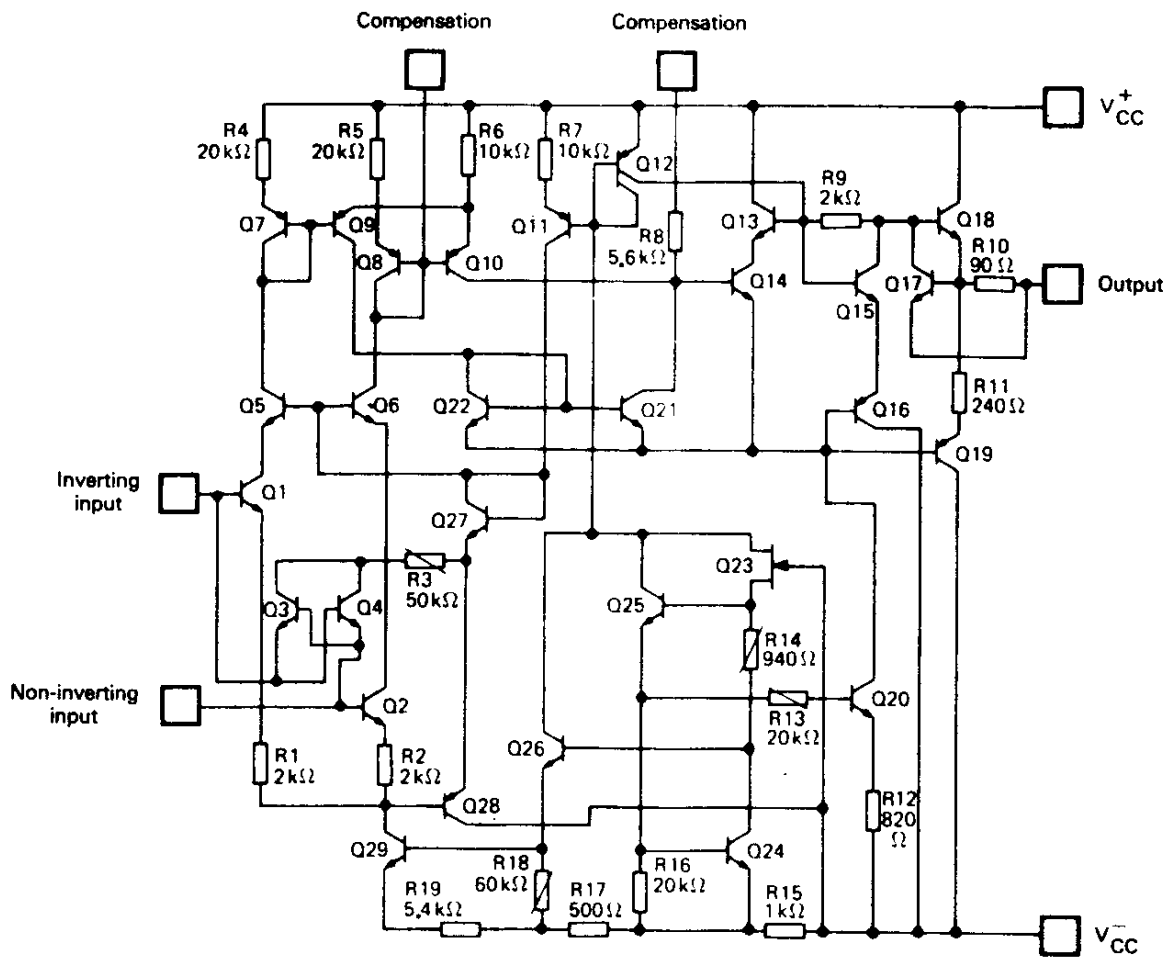 Compensation
Compensation
R4
20kΩ
R5
20kΩ
R6
10kΩ
R7
10kΩ
V+CC
Q12
R9
2kΩ
Q7
Q9
Q11
Q13
Q18
R8
5.6kΩ
R10
90Ω
Q8
Q10
Q14
Q17
Output
Q15
Q5
Q6
Q22
Q21
Q16
R11
240Ω
Q19
Inverting
input
Q1
Q27
R3
50kΩ
Q23
Q3
Q4
Q25
R14
940Ω
Non-inverting
input
Q2
Q20
R13
20kΩ
Q26
R1
2kΩ
R2
2kΩ
Q28
R12
820
Ω
Q29
Q24
R18
60kΩ
R16
20kΩ
R19
5.4kΩ
R17
500Ω
R15
1kΩ
V−CC